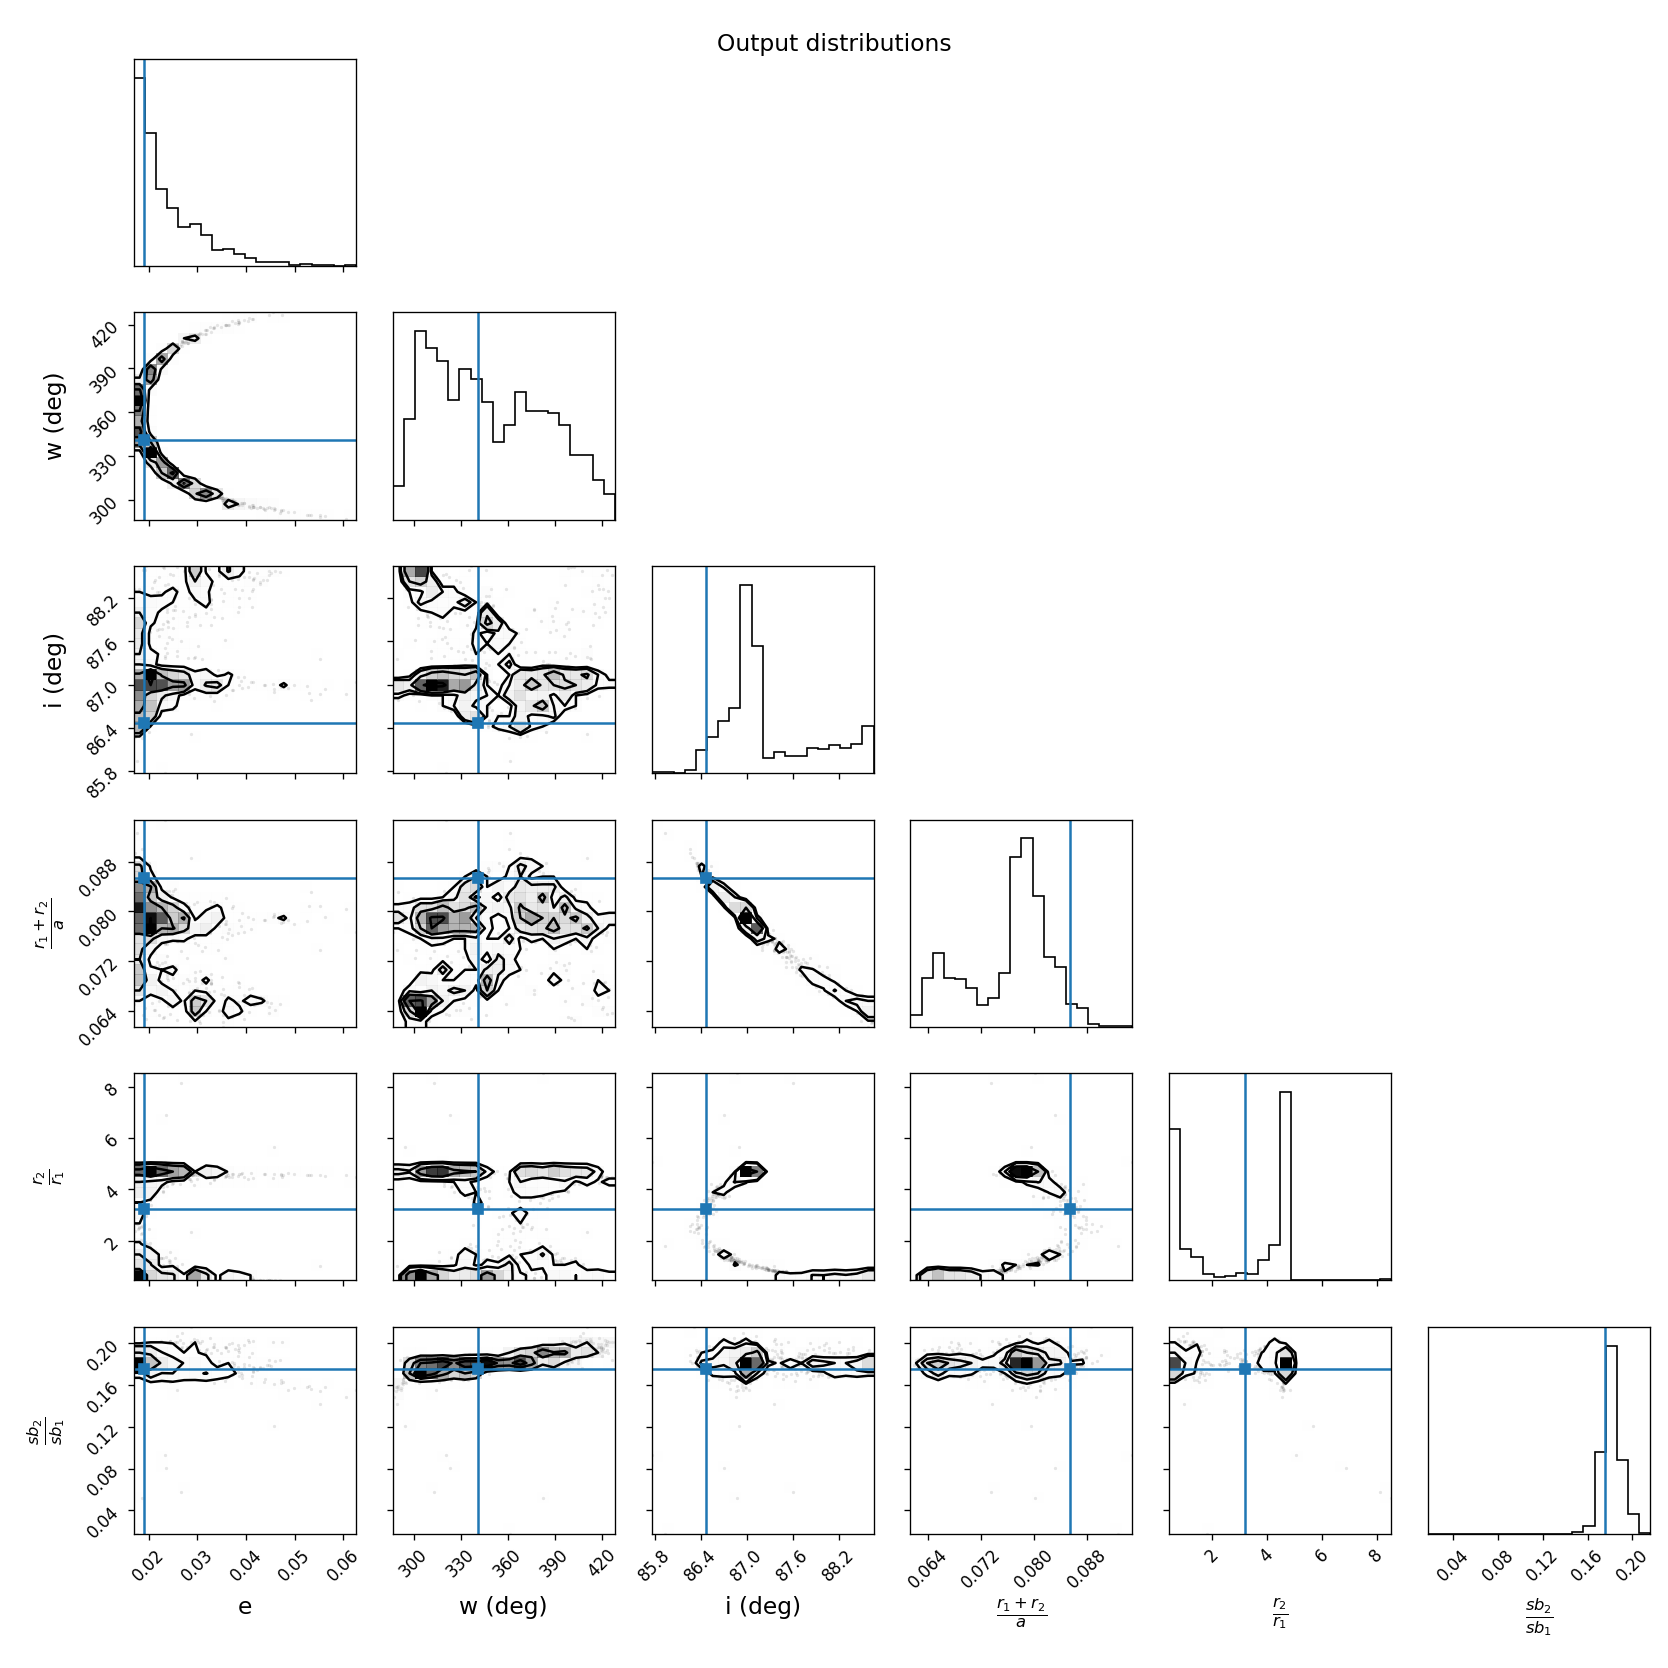 Output distributions
420
390
360
330
300
w (deg)
88.2
87.6
87.0
86.4
85.8
i (deg)
0.088
0.080
0.072
0.064
r₁ + r₂
a
8
6
4
2
r₂
r₁
0.20
0.16
0.12
0.08
0.04
sb₂
sb₁
0.02 0.03 0.04 0.05 0.06
300 330 360 390 420
85.8 86.4 87.0 87.6 88.2
0.064 0.072 0.080 0.088
2 4 6 8
0.04 0.08 0.12 0.16 0.20
e
w (deg)
i (deg)
r₁ + r₂
a
r₂
r₁
sb₂
sb₁